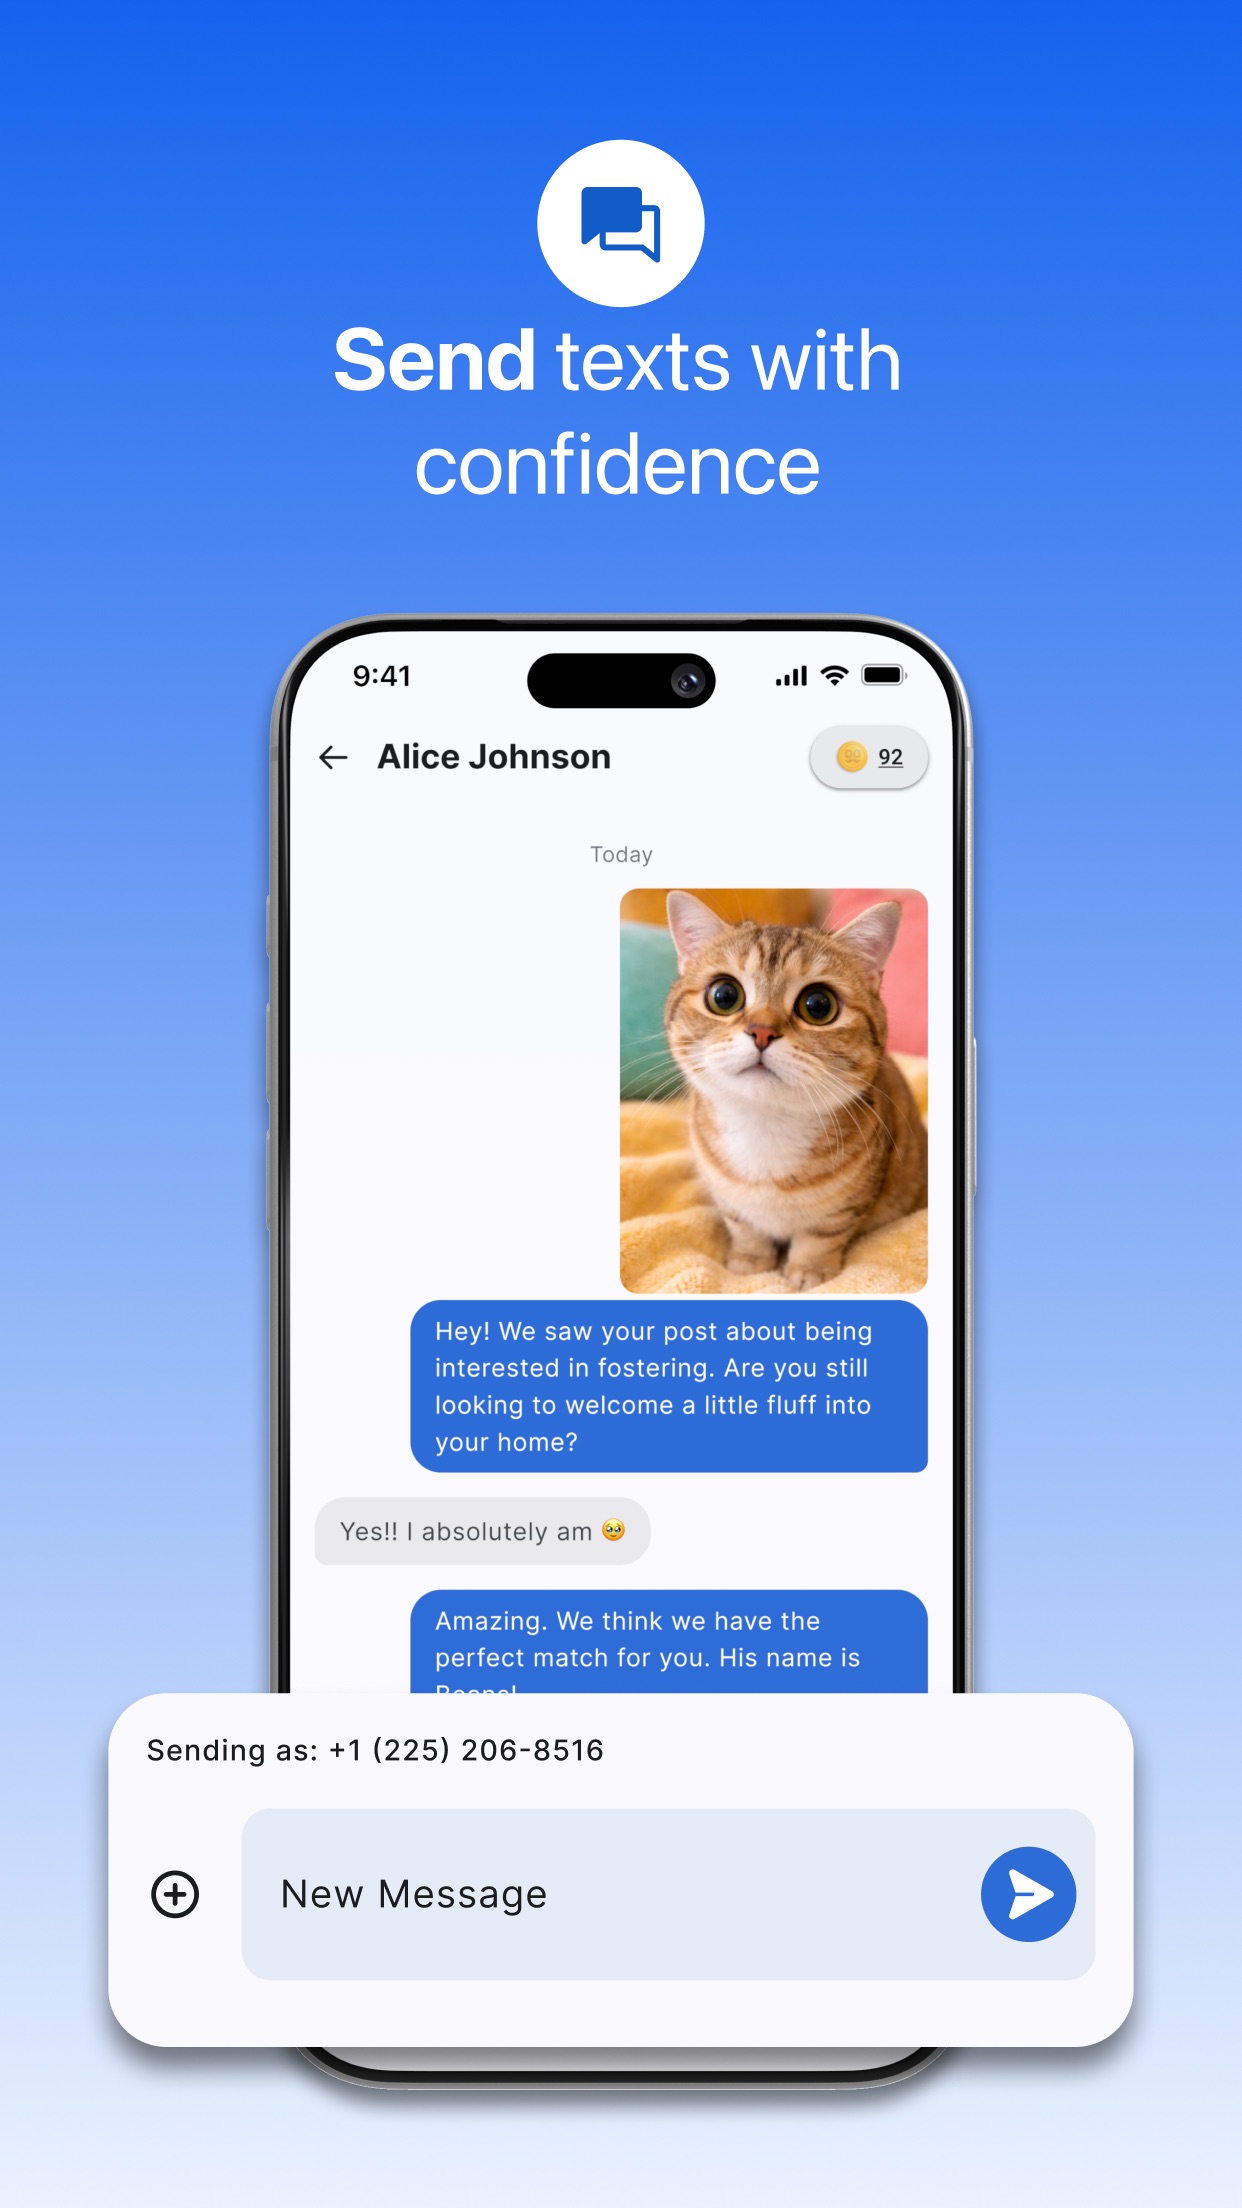 Send texts with
confidence
9:41
Alice Johnson
92
Today
Hey! We saw your post about being
interested in fostering. Are you still
looking to welcome a little fluff into
your home?
Yes!! I absolutely am 🥹
Amazing. We think we have the
perfect match for you. His name is
Sending as: +1 (225) 206-8516
New Message